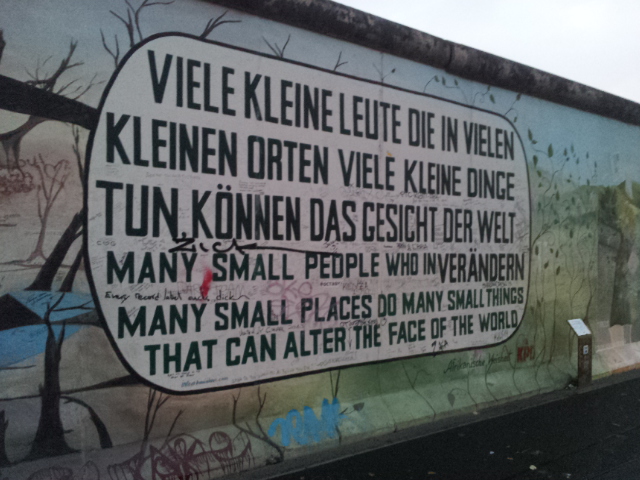 VIELE KLEINE LEUTE DIE IN VIELEN
KLEINEN ORTEN VIELE KLEINE DINGE
TUN, KÖNNEN DAS GESICHT DER WELT
VERÄNDERN
MANY SMALL PEOPLE WHO IN
MANY SMALL PLACES DO MANY SMALL THINGS
THAT CAN ALTER THE FACE OF THE WORLD